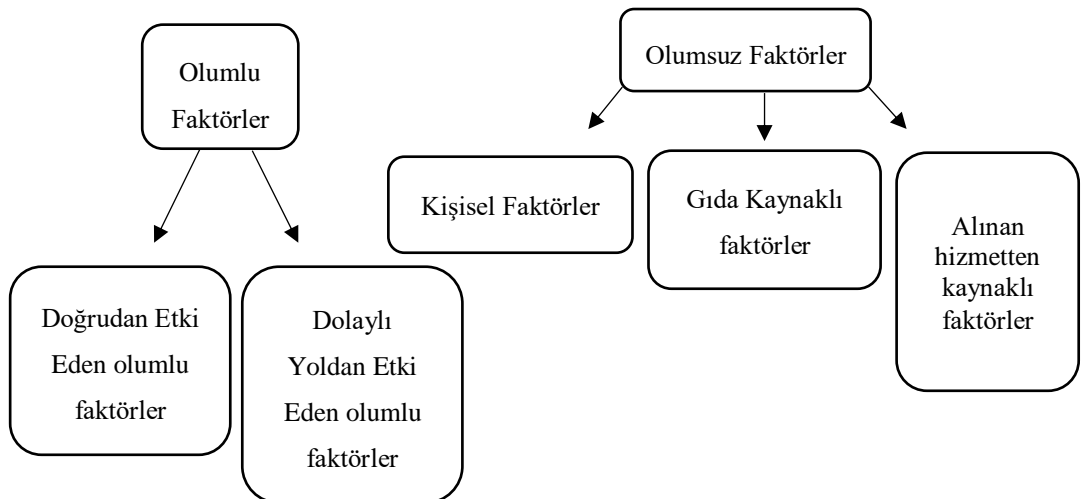 Olumlu
Faktörler
Doğrudan Etki
Eden olumlu
faktörler
Dolaylı
Yoldan Etki
Eden olumlu
faktörler
Olumsuz Faktörler
Kişisel Faktörler
Gıda Kaynaklı
faktörler
Alınan
hizmetten
kaynaklı
faktörler